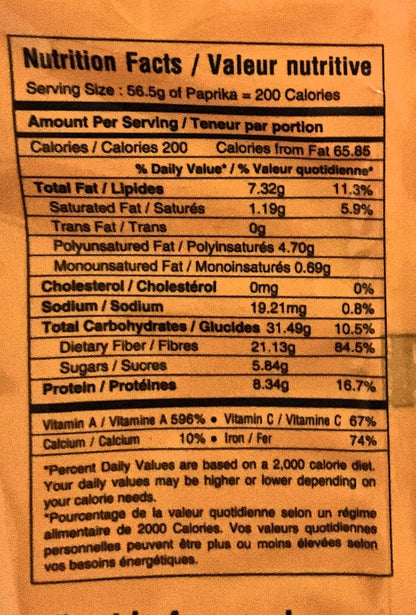 Nutrition Facts / Valeur nutritive
Serving Size : 56.5g of Paprika = 200 Calories
Amount Per Serving / Teneur par portion
Calories / Calories 200 Calories from Fat 65.85
% Daily Value* / % Valeur quotidienne*
Total Fat / Lipides 7.32g 11.3%
Saturated Fat / Saturés 1.19g 5.9%
Trans Fat / Trans 0g
Polyunsatured Fat / Polyinsaturés 4.70g
Monounsatured Fat / Monoinsaturés 0.69g
Cholesterol / Cholestérol 0mg 0%
Sodium / Sodium 19.21mg 0.8%
Total Carbohydrates / Glucides 31.49g 10.5%
Dietary Fiber / Fibres 21.13g 84.5%
Sugars / Sucres 5.84g
Protein / Protéines 8.34g 16.7%
Vitamin A / Vitamine A 596% • Vitamin C / Vitamine C 67%
Calcium / Calcium 10% • Iron / Fer 74%
*Percent Daily Values are based on a 2,000 calorie diet.
Your daily values may be higher or lower depending on
your calorie needs.
*Pourcentage de la valeur quotidienne selon un régime
alimentaire de 2000 Calories. Vos valeurs quotidiennes
personnelles peuvent être plus ou moins élevées selon
vos besoins énergétiques.